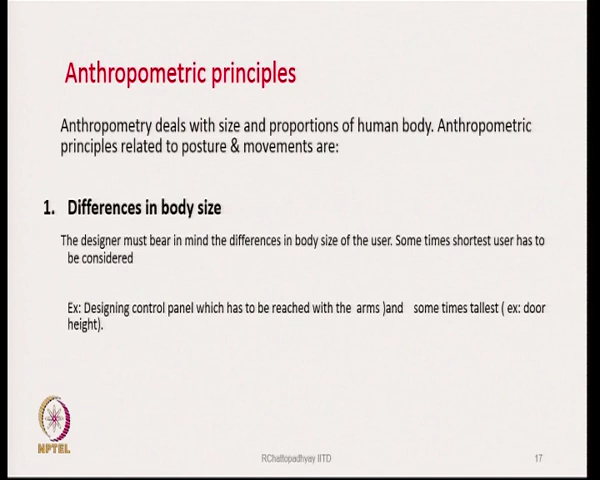 Anthropometric principles
Anthropometry deals with size and proportions of human body. Anthropometric
principles related to posture & movements are:
1. Differences in body size
The designer must bear in mind the differences in body size of the user. Some times shortest user has to
be considered
Ex: Designing control panel which has to be reached with the arms )and some times tallest ( ex: door
height).
NPTEL
RChattopadhyay IITD
17